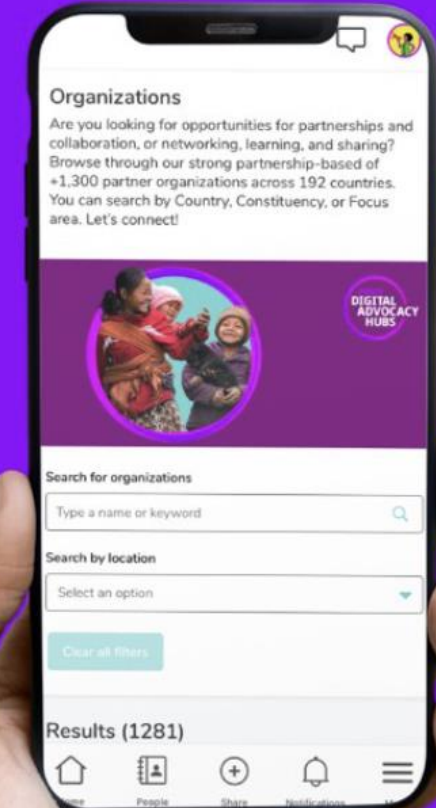 Organizations
Are you looking for opportunities for partnerships and
collaboration, or networking, learning, and sharing?
Browse through our strong partnership-based of
+1,300 partner organizations across 192 countries.
You can search by Country, Constituency, or Focus
area. Let's connect!
DIGITAL
ADVOCACY
HUBS
Search for organizations
Type a name or keyword
Search by location
Select an option
Clear all filters
Results (1281)
People
Share
Notifications